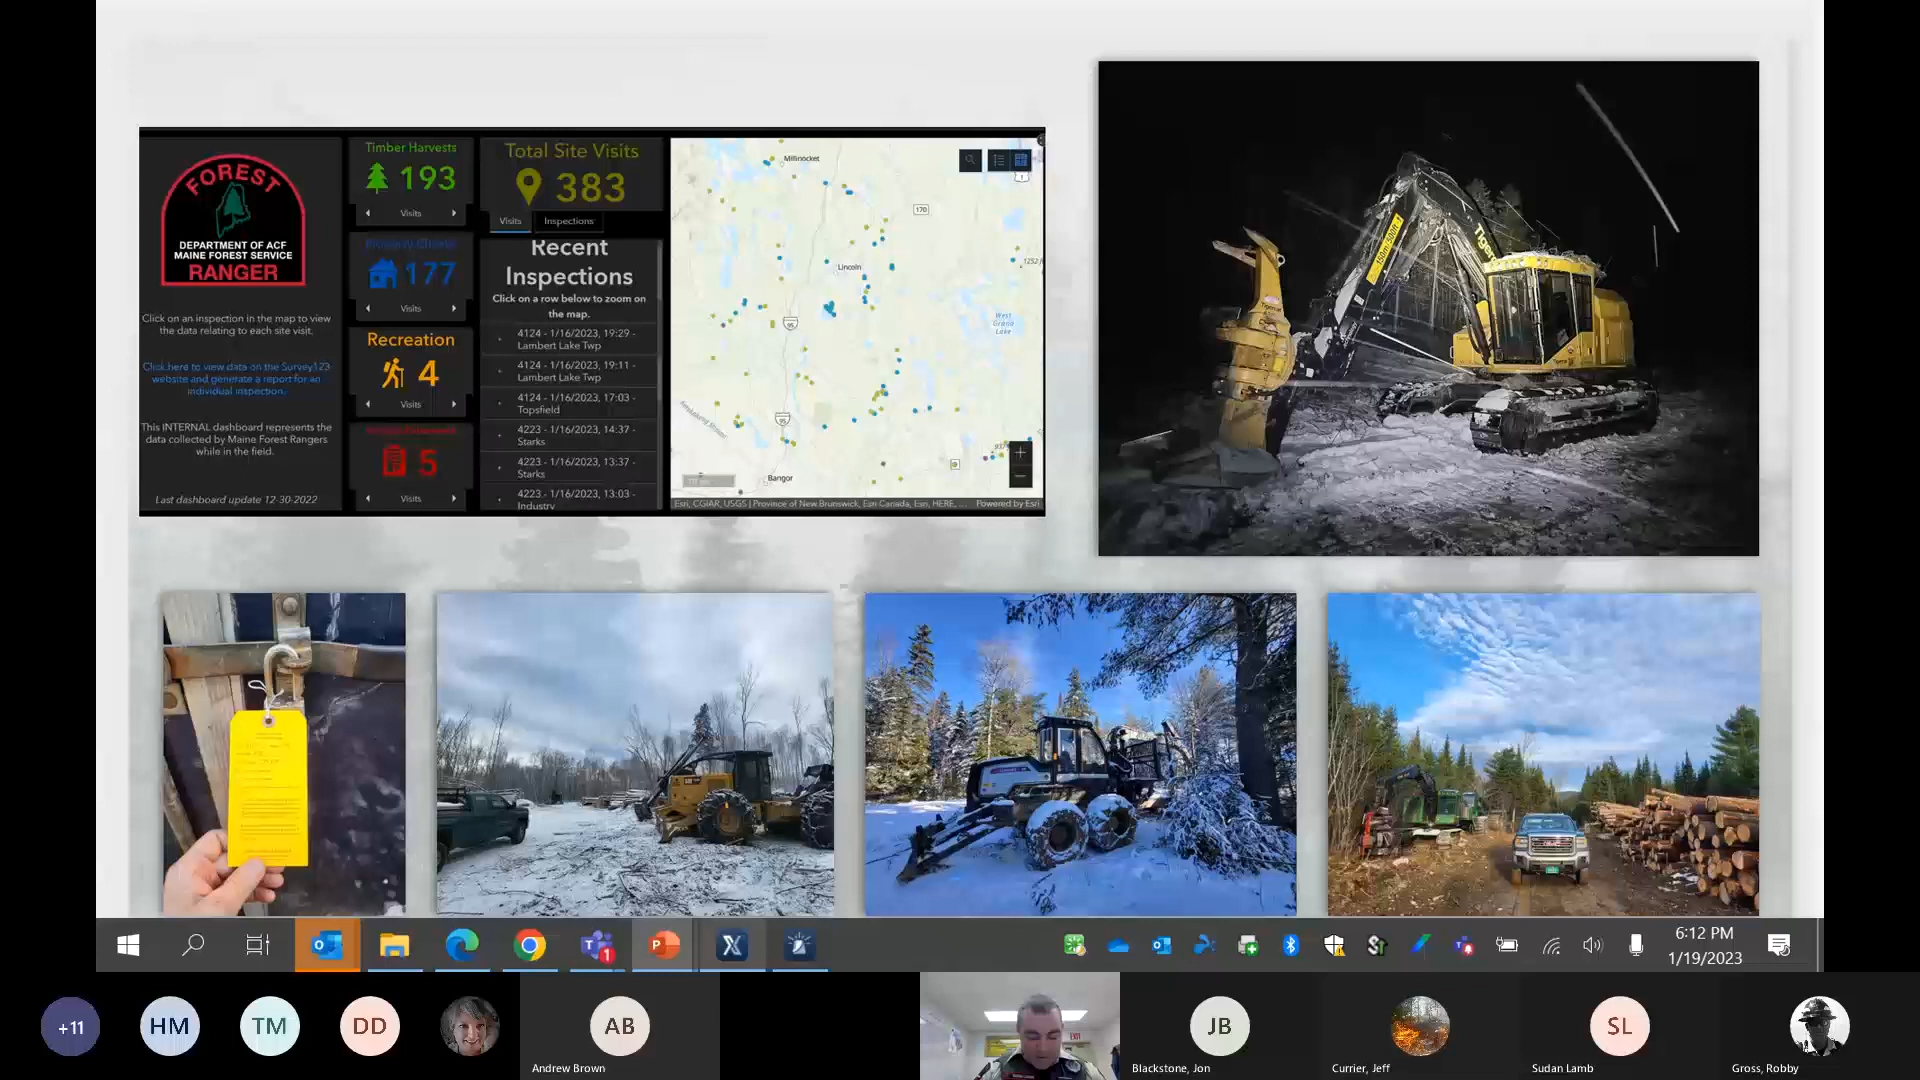 FOREST
DEPARTMENT OF ACF
MAINE FOREST SERVICE
RANGER
Click on an inspection in the map to view
the data relating to each site visit.
Click here to view data on the Survey123
website and generate a report for an
individual inspection.
This INTERNAL dashboard represents the
data collected by Maine Forest Rangers
while in the field.
Last dashboard update 12-30-2022
Timber Harvests
193
Visits
177
Visits
Recreation
4
Visits
5
Visits
Total Site Visits
383
Visits
Inspections
Recent
Inspections
Click on a row below to zoom on
the map.
4124 - 1/16/2023, 19:29 -
Lambert Lake Twp
4124 - 1/16/2023, 19:11 -
Lambert Lake Twp
4124 - 1/16/2023, 17:03 -
Topsfield
4223 - 1/16/2023, 14:37 -
Starks
4223 - 1/16/2023, 13:37 -
Starks
4223 - 1/16/2023, 13:03 -
Industry
Millinocket
1
170
Lincoln
95
West
Grand
Lake
95
Bangor
Esri, CGIAR, USGS | Province of New Brunswick, Esri Canada, Esri, HERE, ...
Powered by Esri
6:12 PM
1/19/2023
+11
HM
TM
DD
AB
Andrew Brown
EXIT
JB
Blackstone, Jon
Currier, Jeff
SL
Sudan Lamb
Gross, Robby